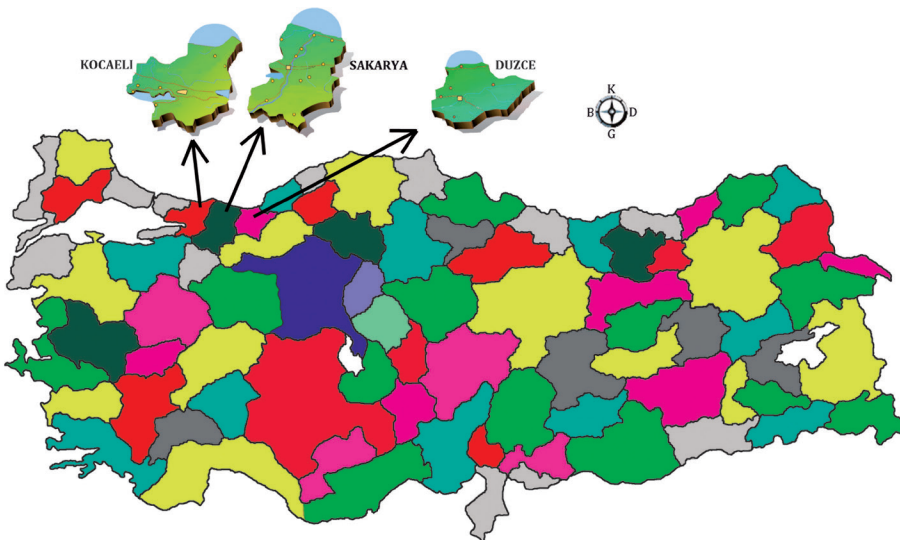 KOCAELI
SAKARYA
DUZCE
K
B D
G